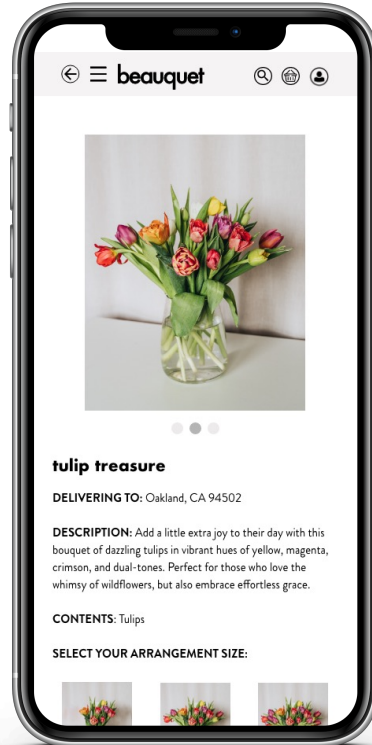 beauquet
tulip treasure
DELIVERING TO: Oakland, CA 94502
DESCRIPTION: Add a little extra joy to their day with this
bouquet of dazzling tulips in vibrant hues of yellow, magenta,
crimson, and dual-tones. Perfect for those who love the
whimsy of wildflowers, but also embrace effortless grace.
CONTENTS: Tulips
SELECT YOUR ARRANGEMENT SIZE: